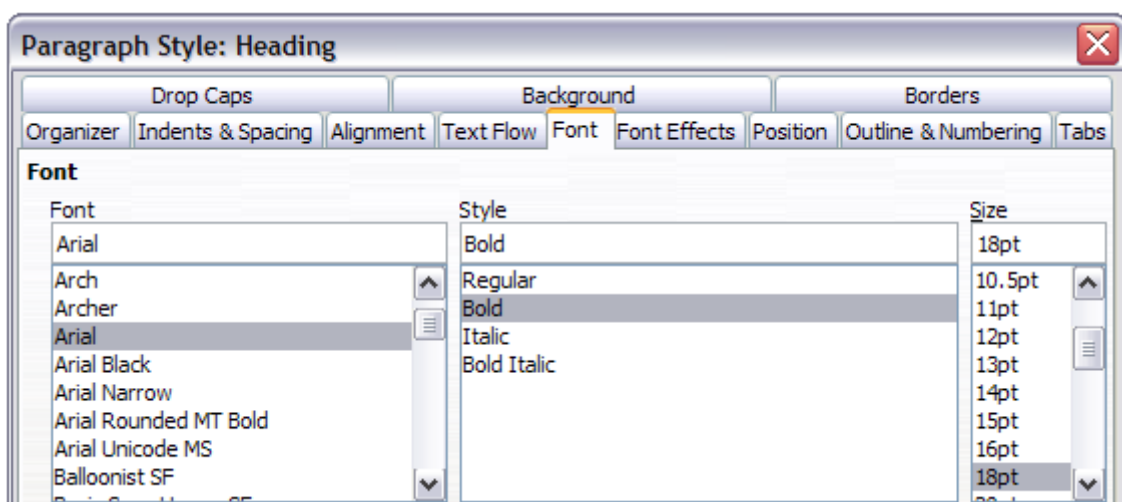 Paragraph Style: Heading
Drop Caps Background Borders
Organizer Indents & Spacing Alignment Text Flow Font Font Effects Position Outline & Numbering Tabs
Font
Font Style Size
Arial Bold 18pt
Arch Regular 10.5pt
Archer Bold 11pt
Arial Italic 12pt
Arial Black Bold Italic 13pt
Arial Narrow 14pt
Arial Rounded MT Bold 15pt
Arial Unicode MS 16pt
Balloonist SF 18pt